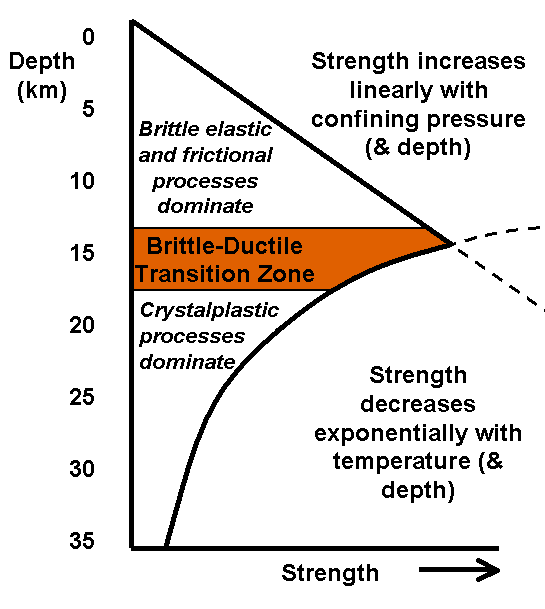 0
Depth
(km)
5
10
15
20
25
30
35
Strength increases
linearly with
confining pressure
(& depth)
Brittle elastic
and frictional
processes
dominate
Brittle-Ductile
Transition Zone
Crystalplastic
processes
dominate
Strength
decreases
exponentially with
temperature (&
depth)
Strength